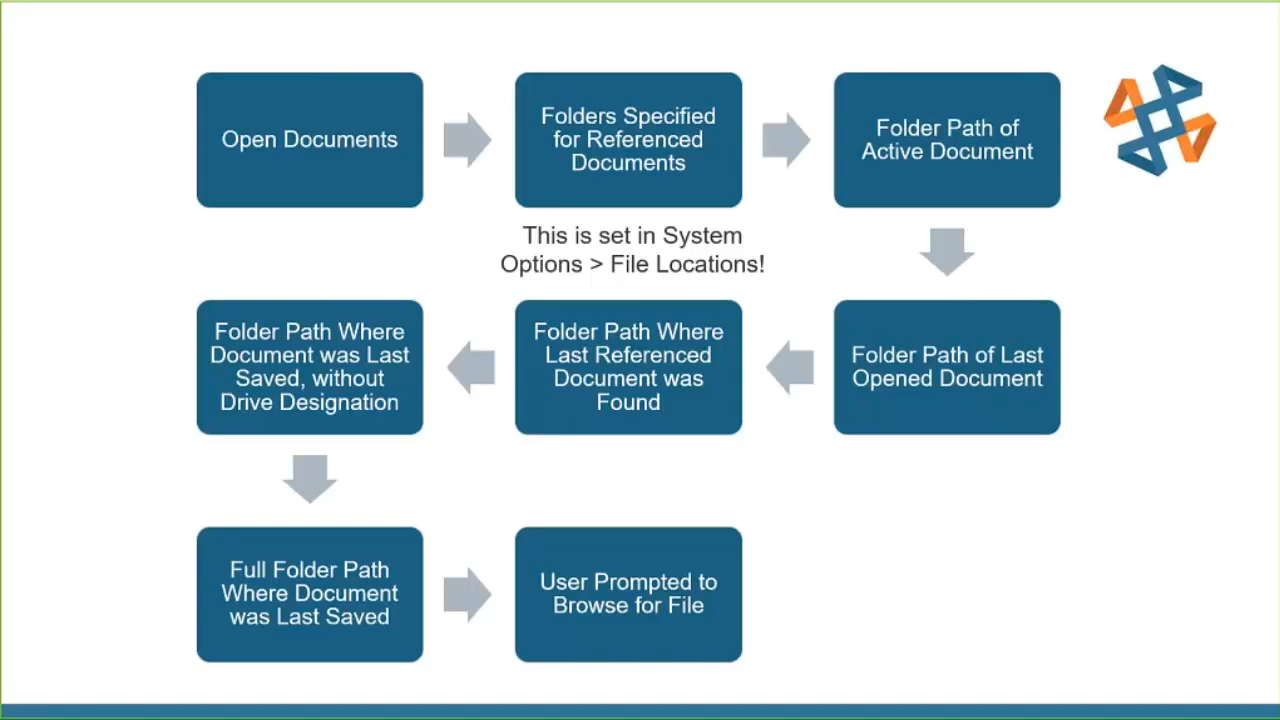 Open Documents
Folders Specified
for Referenced
Documents
Folder Path of
Active Document
This is set in System
Options > File Locations!
Folder Path of Last
Opened Document
Folder Path Where
Last Referenced
Document was
Found
Folder Path Where
Document was Last
Saved, without
Drive Designation
Full Folder Path
Where Document
was Last Saved
User Prompted to
Browse for File